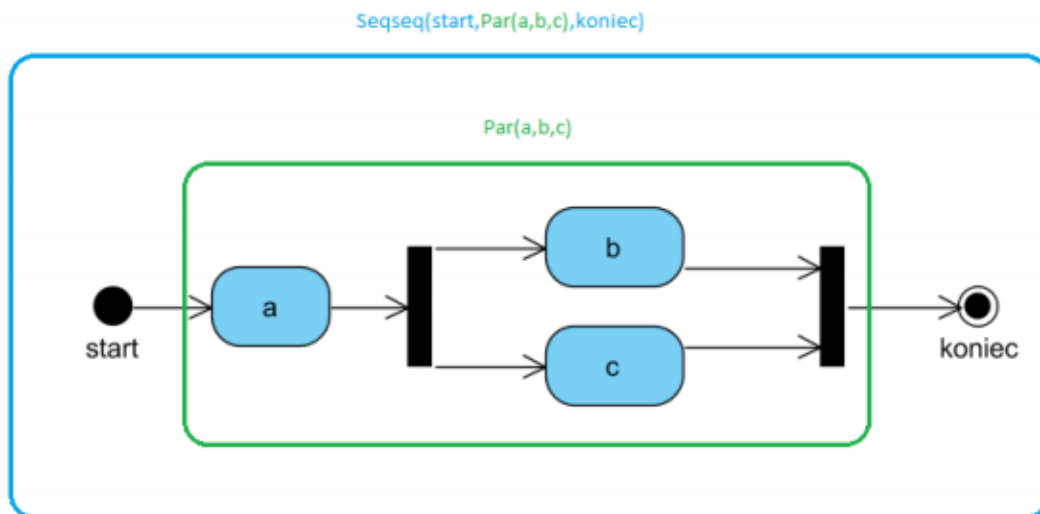 Seqseq(start,Par(a,b,c),koniec)
Par(a,b,c)
b
a
start
c
koniec